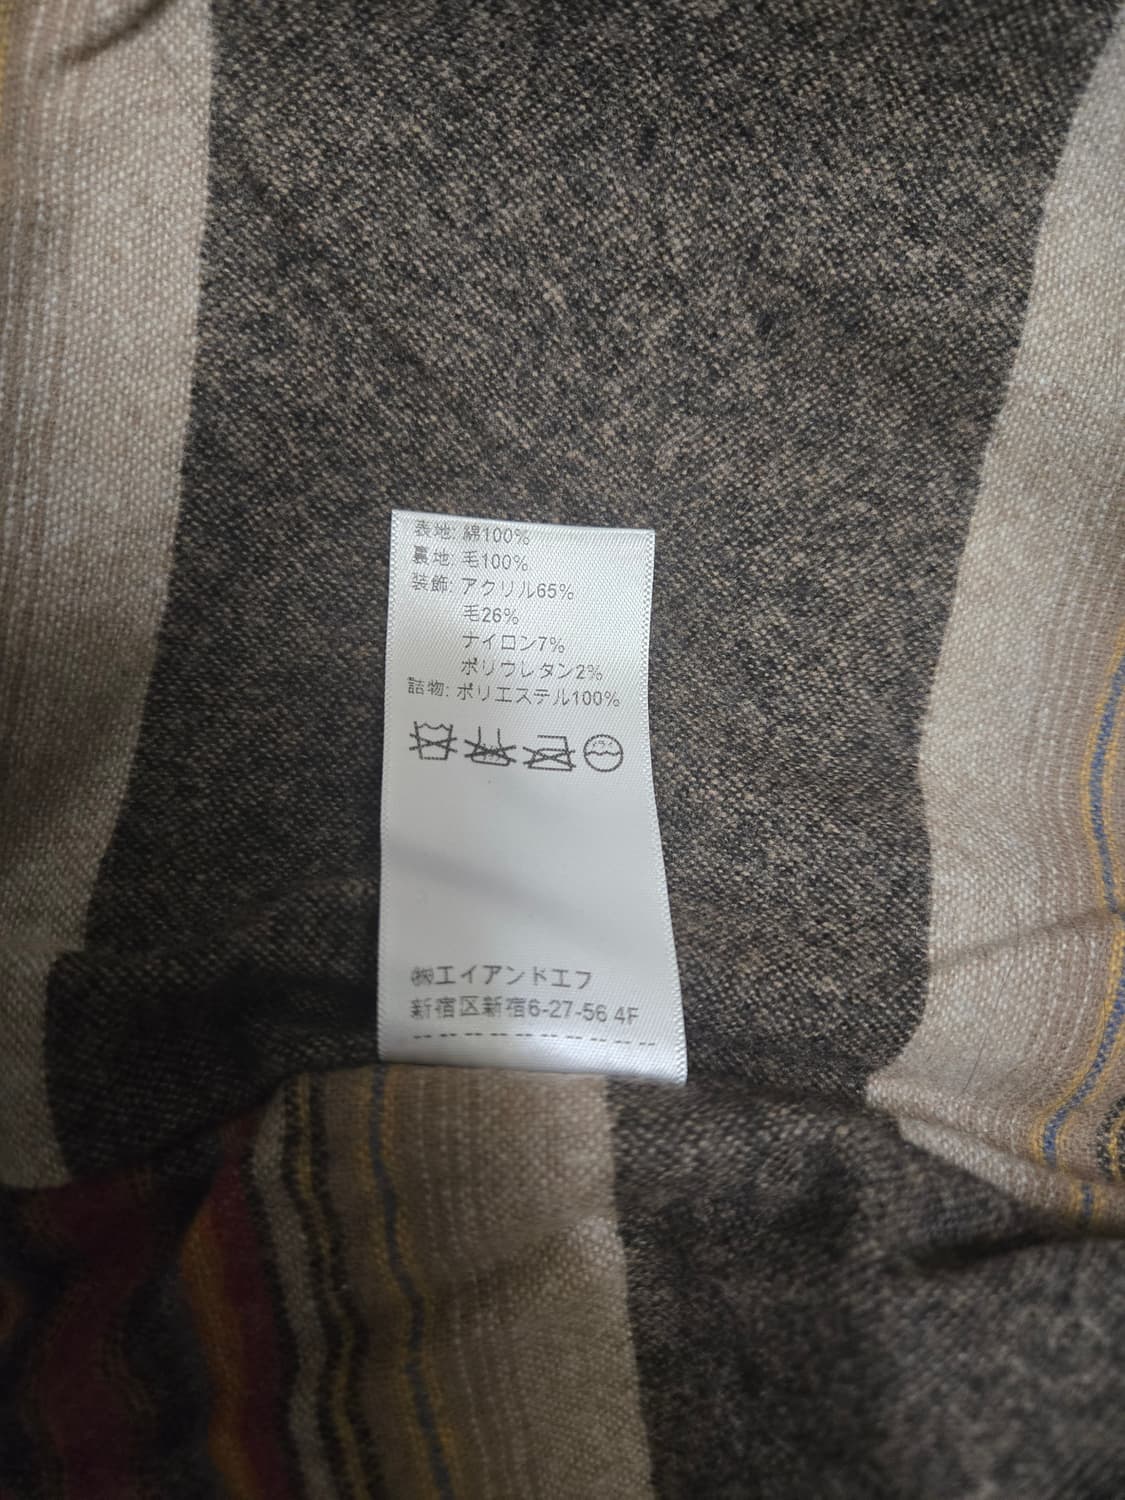 表地: 綿100%
裏地: 毛100%
装飾: アクリル65%
毛26%
ナイロン7%
ポリウレタン2%
詰物: ポリエステル100%
ドライ
㈱エイアンドエフ
新宿区新宿6-27-56 4F